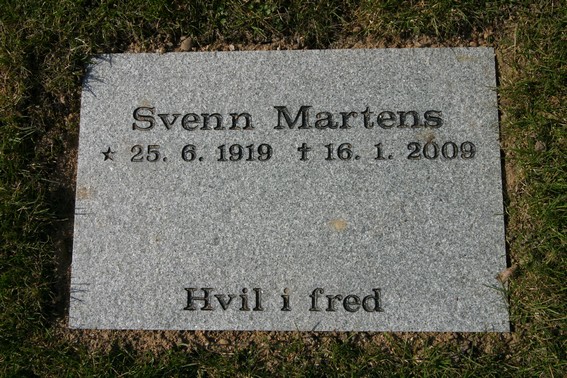 Svenn Martens
★ 25. 6. 1919 † 16. 1. 2009
Hvil i fred